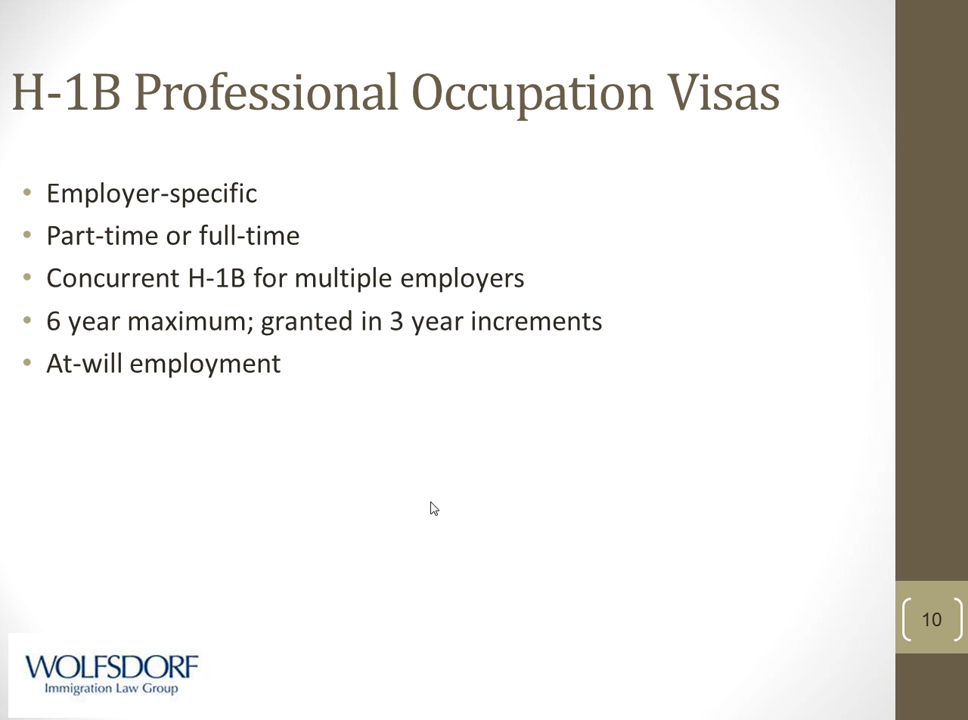 H-1B Professional Occupation Visas
• Employer-specific
• Part-time or full-time
• Concurrent H-1B for multiple employers
• 6 year maximum; granted in 3 year increments
• At-will employment
10
WOLFSDORF
Immigration Law Group